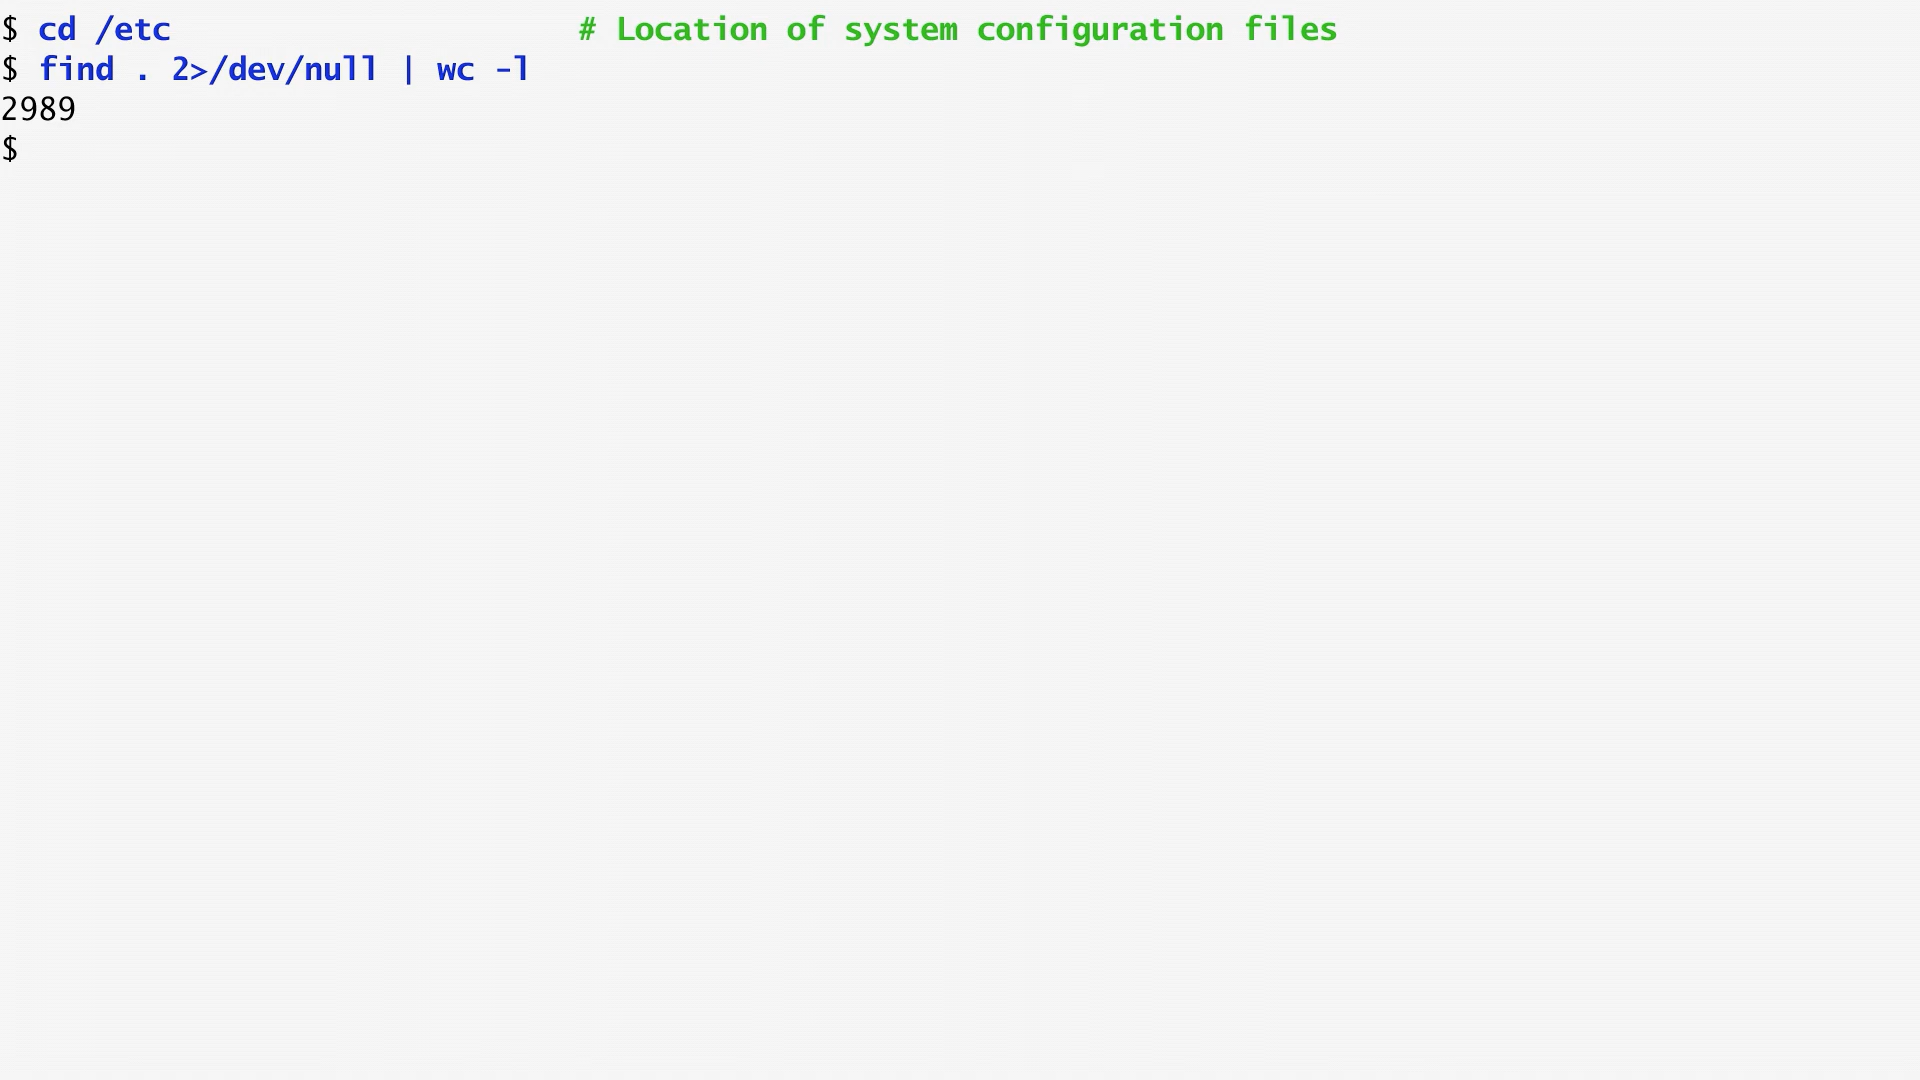 $ cd /etc # Location of system configuration files
$ find . 2>/dev/null | wc -l
2989
$